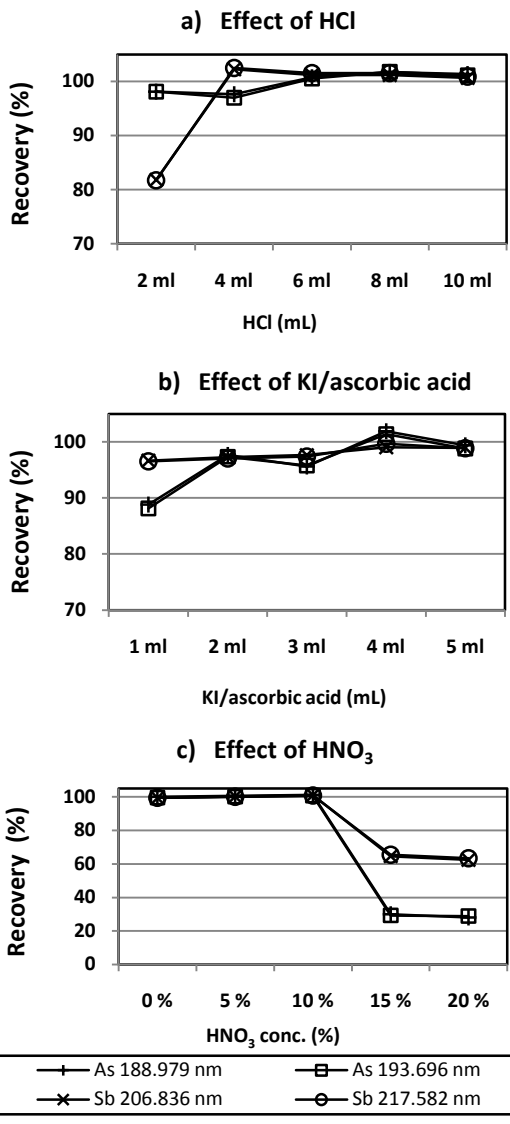 a) Effect of HCl
Recovery (%)
100
90
80
70
2 ml 4 ml 6 ml 8 ml 10 ml
HCl (mL)
b) Effect of KI/ascorbic acid
Recovery (%)
100
90
80
70
1 ml 2 ml 3 ml 4 ml 5 ml
KI/ascorbic acid (mL)
c) Effect of HNO₃
Recovery (%)
100
80
60
40
20
0
0 % 5 % 10 % 15 % 20 %
HNO₃ conc. (%)
As 188.979 nm As 193.696 nm
Sb 206.836 nm Sb 217.582 nm